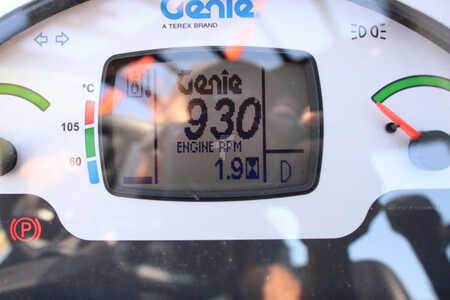 Genie
A TEREX BRAND
°C
Genie
105
930
ENGINE RPM
60
1.9
D
P